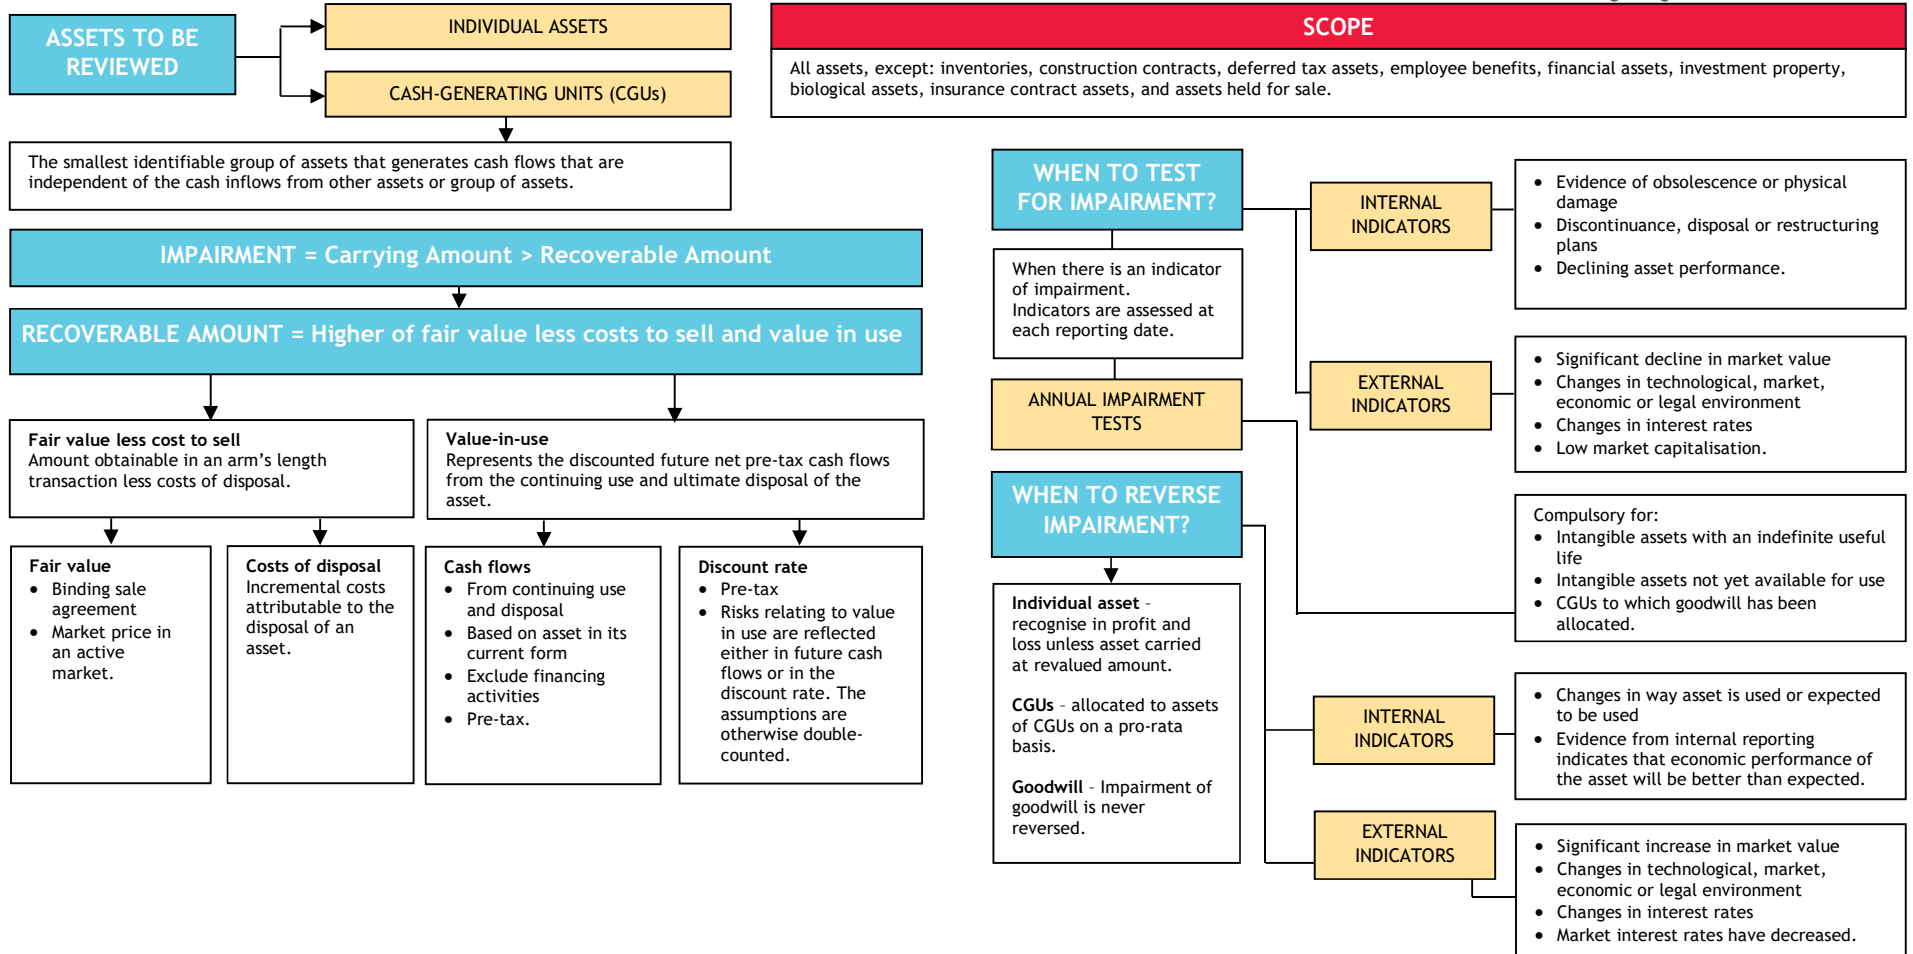 ASSETS TO BE
REVIEWED
INDIVIDUAL ASSETS
CASH-GENERATING UNITS (CGUs)
The smallest identifiable group of assets that generates cash flows that are
independent of the cash inflows from other assets or group of assets.
SCOPE
All assets, except: inventories, construction contracts, deferred tax assets, employee benefits, financial assets, investment property,
biological assets, insurance contract assets, and assets held for sale.
IMPAIRMENT = Carrying Amount > Recoverable Amount
RECOVERABLE AMOUNT = Higher of fair value less costs to sell and value in use
Fair value less cost to sell
Amount obtainable in an arm's length
transaction less costs of disposal.
Value-in-use
Represents the discounted future net pre-tax cash flows
from the continuing use and ultimate disposal of the
asset.
Fair value
• Binding sale
agreement
• Market price in
an active
market.
Costs of disposal
Incremental costs
attributable to the
disposal of an
asset.
Cash flows
• From continuing use
and disposal
• Based on asset in its
current form
• Exclude financing
activities
• Pre-tax.
Discount rate
• Pre-tax
• Risks relating to value
in use are reflected
either in future cash
flows or in the
discount rate. The
assumptions are
otherwise double-
counted.
WHEN TO TEST
FOR IMPAIRMENT?
When there is an indicator
of impairment.
Indicators are assessed at
each reporting date.
INTERNAL
INDICATORS
• Evidence of obsolescence or physical
damage
• Discontinuance, disposal or restructuring
plans
• Declining asset performance.
EXTERNAL
INDICATORS
• Significant decline in market value
• Changes in technological, market,
economic or legal environment
• Changes in interest rates
• Low market capitalisation.
ANNUAL IMPAIRMENT
TESTS
Compulsory for:
• Intangible assets with an indefinite useful
life
• Intangible assets not yet available for use
• CGUs to which goodwill has been
allocated.
WHEN TO REVERSE
IMPAIRMENT?
Individual asset –
recognise in profit and
loss unless asset carried
at revalued amount.
CGUs – allocated to assets
of CGUs on a pro-rata
basis.
Goodwill – Impairment of
goodwill is never
reversed.
INTERNAL
INDICATORS
• Changes in way asset is used or expected
to be used
• Evidence from internal reporting
indicates that economic performance of
the asset will be better than expected.
EXTERNAL
INDICATORS
• Significant increase in market value
• Changes in technological, market,
economic or legal environment
• Changes in interest rates
• Market interest rates have decreased.